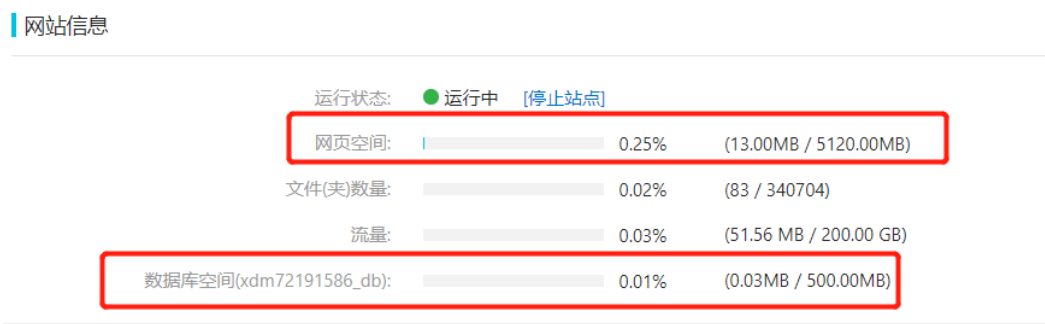 网站信息
运行状态: 运行中 [停止站点]
网页空间: 0.25% (13.00MB / 5120.00MB)
文件(夹)数量: 0.02% (83 / 340704)
流量: 0.03% (51.56 MB / 200.00 GB)
数据库空间(xdm72191586_db): 0.01% (0.03MB / 500.00MB)